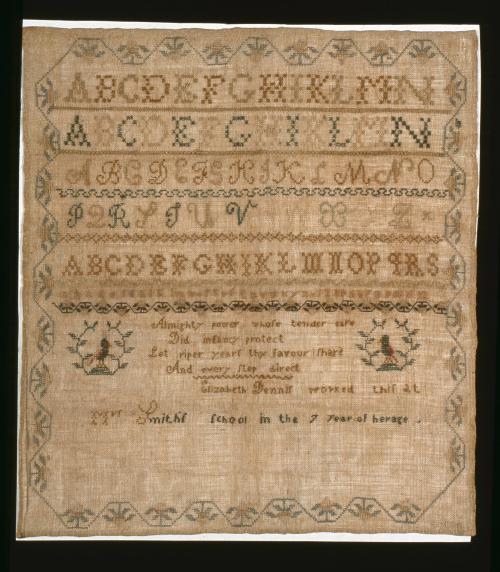 ABCDEFGHIKLMN
ABCDEFGHIKLMN
ABCDEFGHIKLMNO
PQRSTUV Z
ABCDEFGHIKLMNOPQRS
Almighty power whose tender care
Did infancy protect
Let riper years thy favour share
And every step direct
Elizabeth Dennis worked this at
Mrs Smiths school in the 7 year of herage